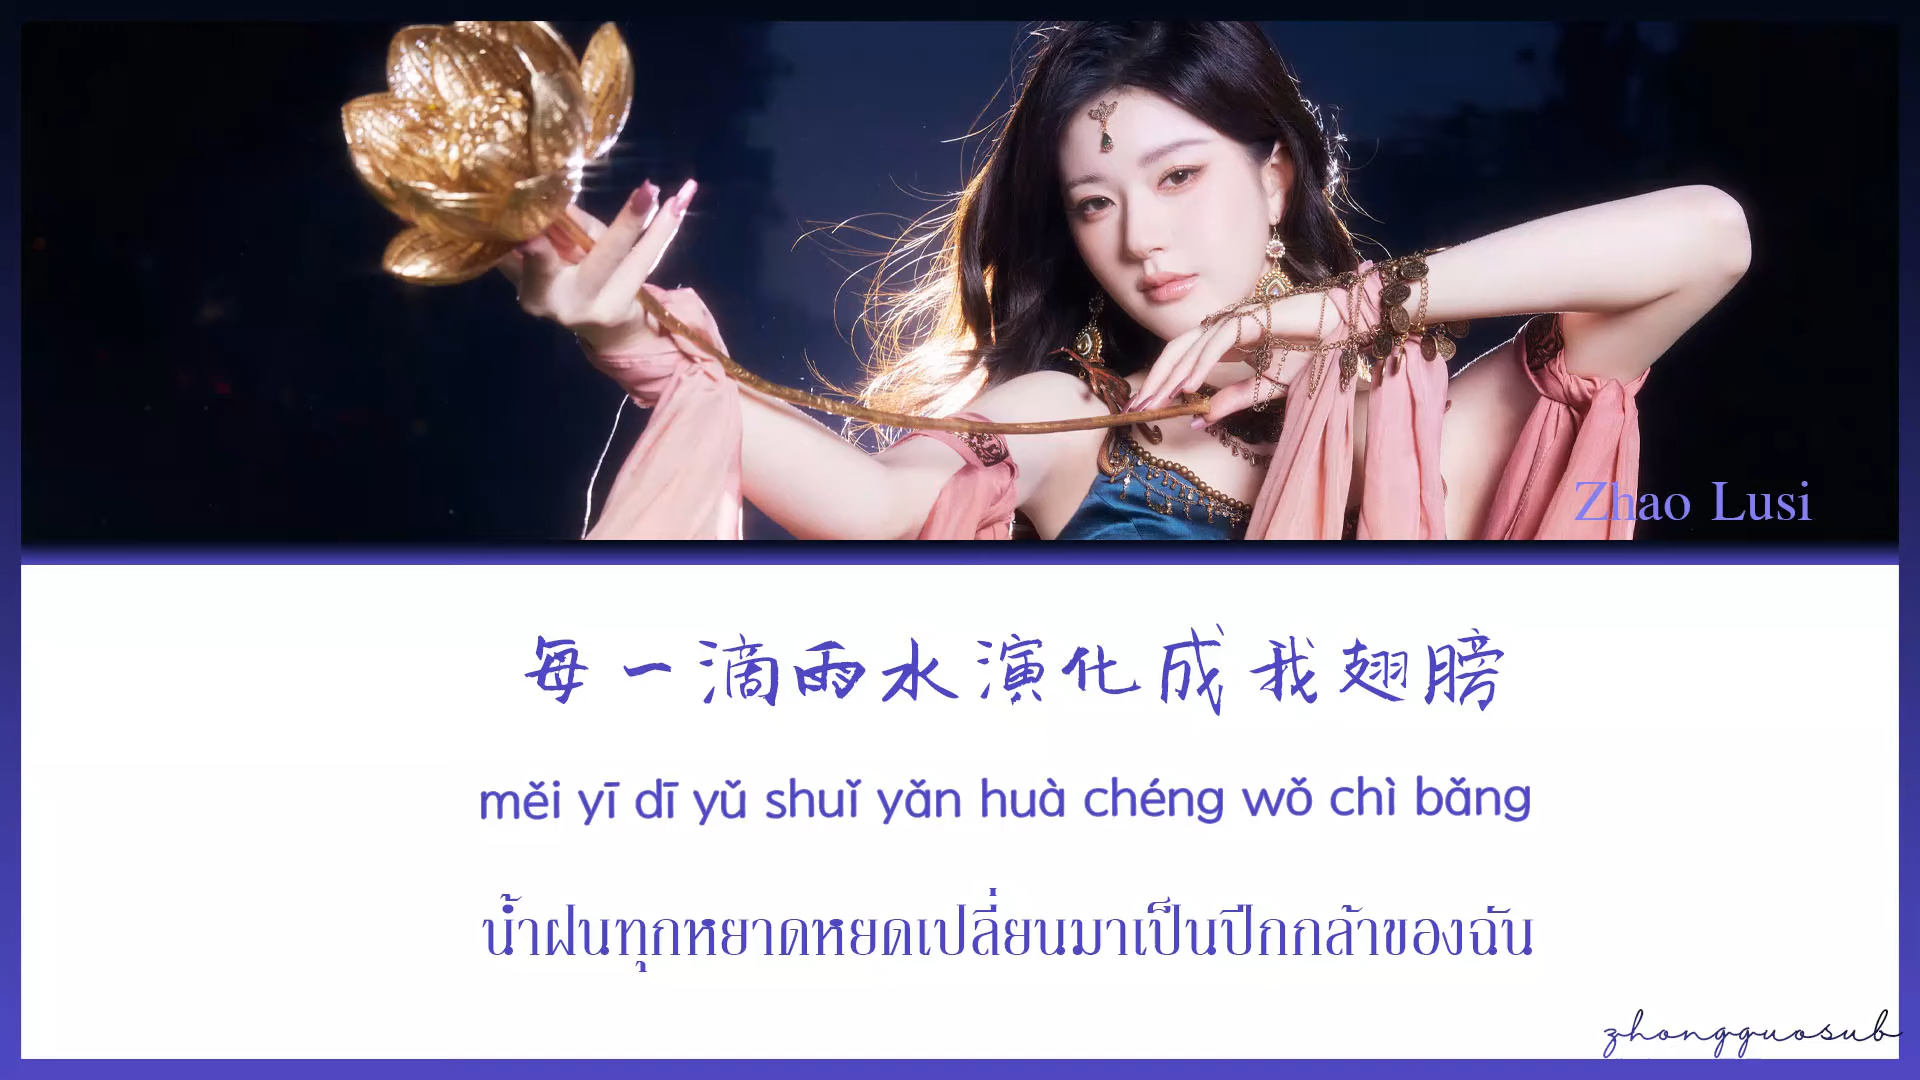 Zhao Lusi
每一滴雨水演化成我翅膀
měi yī dī yǔ shuǐ yǎn huà chéng wǒ chì bǎng
น้ำฝนทุกหยาดหยดเปลี่ยนมาเป็นปีกกล้าของฉัน
zhongguosub